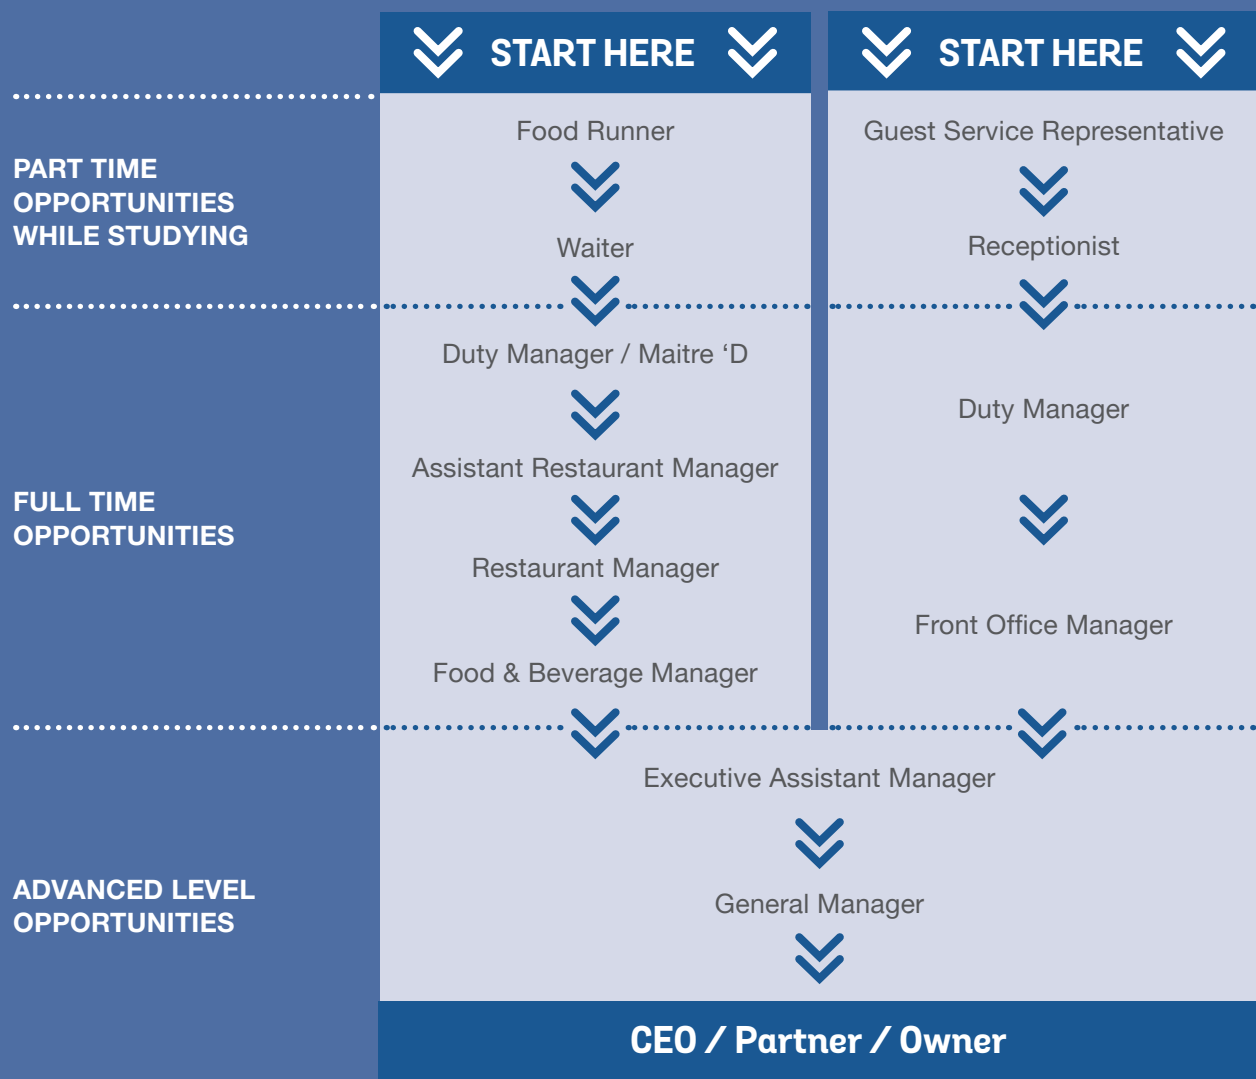 START HERE
START HERE
PART TIME
OPPORTUNITIES
WHILE STUDYING
Food Runner
Waiter
Guest Service Representative
Receptionist
FULL TIME
OPPORTUNITIES
Duty Manager / Maitre ‘D
Assistant Restaurant Manager
Restaurant Manager
Food & Beverage Manager
Duty Manager
Front Office Manager
ADVANCED LEVEL
OPPORTUNITIES
Executive Assistant Manager
General Manager
CEO / Partner / Owner